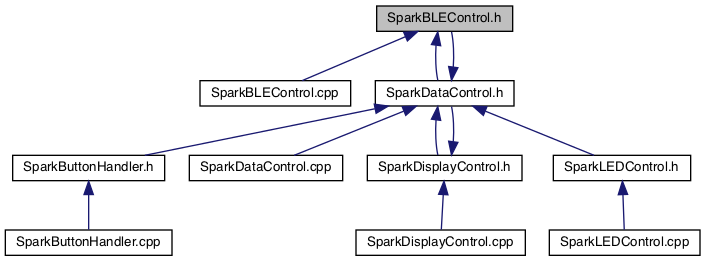 SparkBLEControl.h
SparkBLEControl.cpp
SparkDataControl.h
SparkButtonHandler.h
SparkDataControl.cpp
SparkDisplayControl.h
SparkLEDControl.h
SparkButtonHandler.cpp
SparkDisplayControl.cpp
SparkLEDControl.cpp